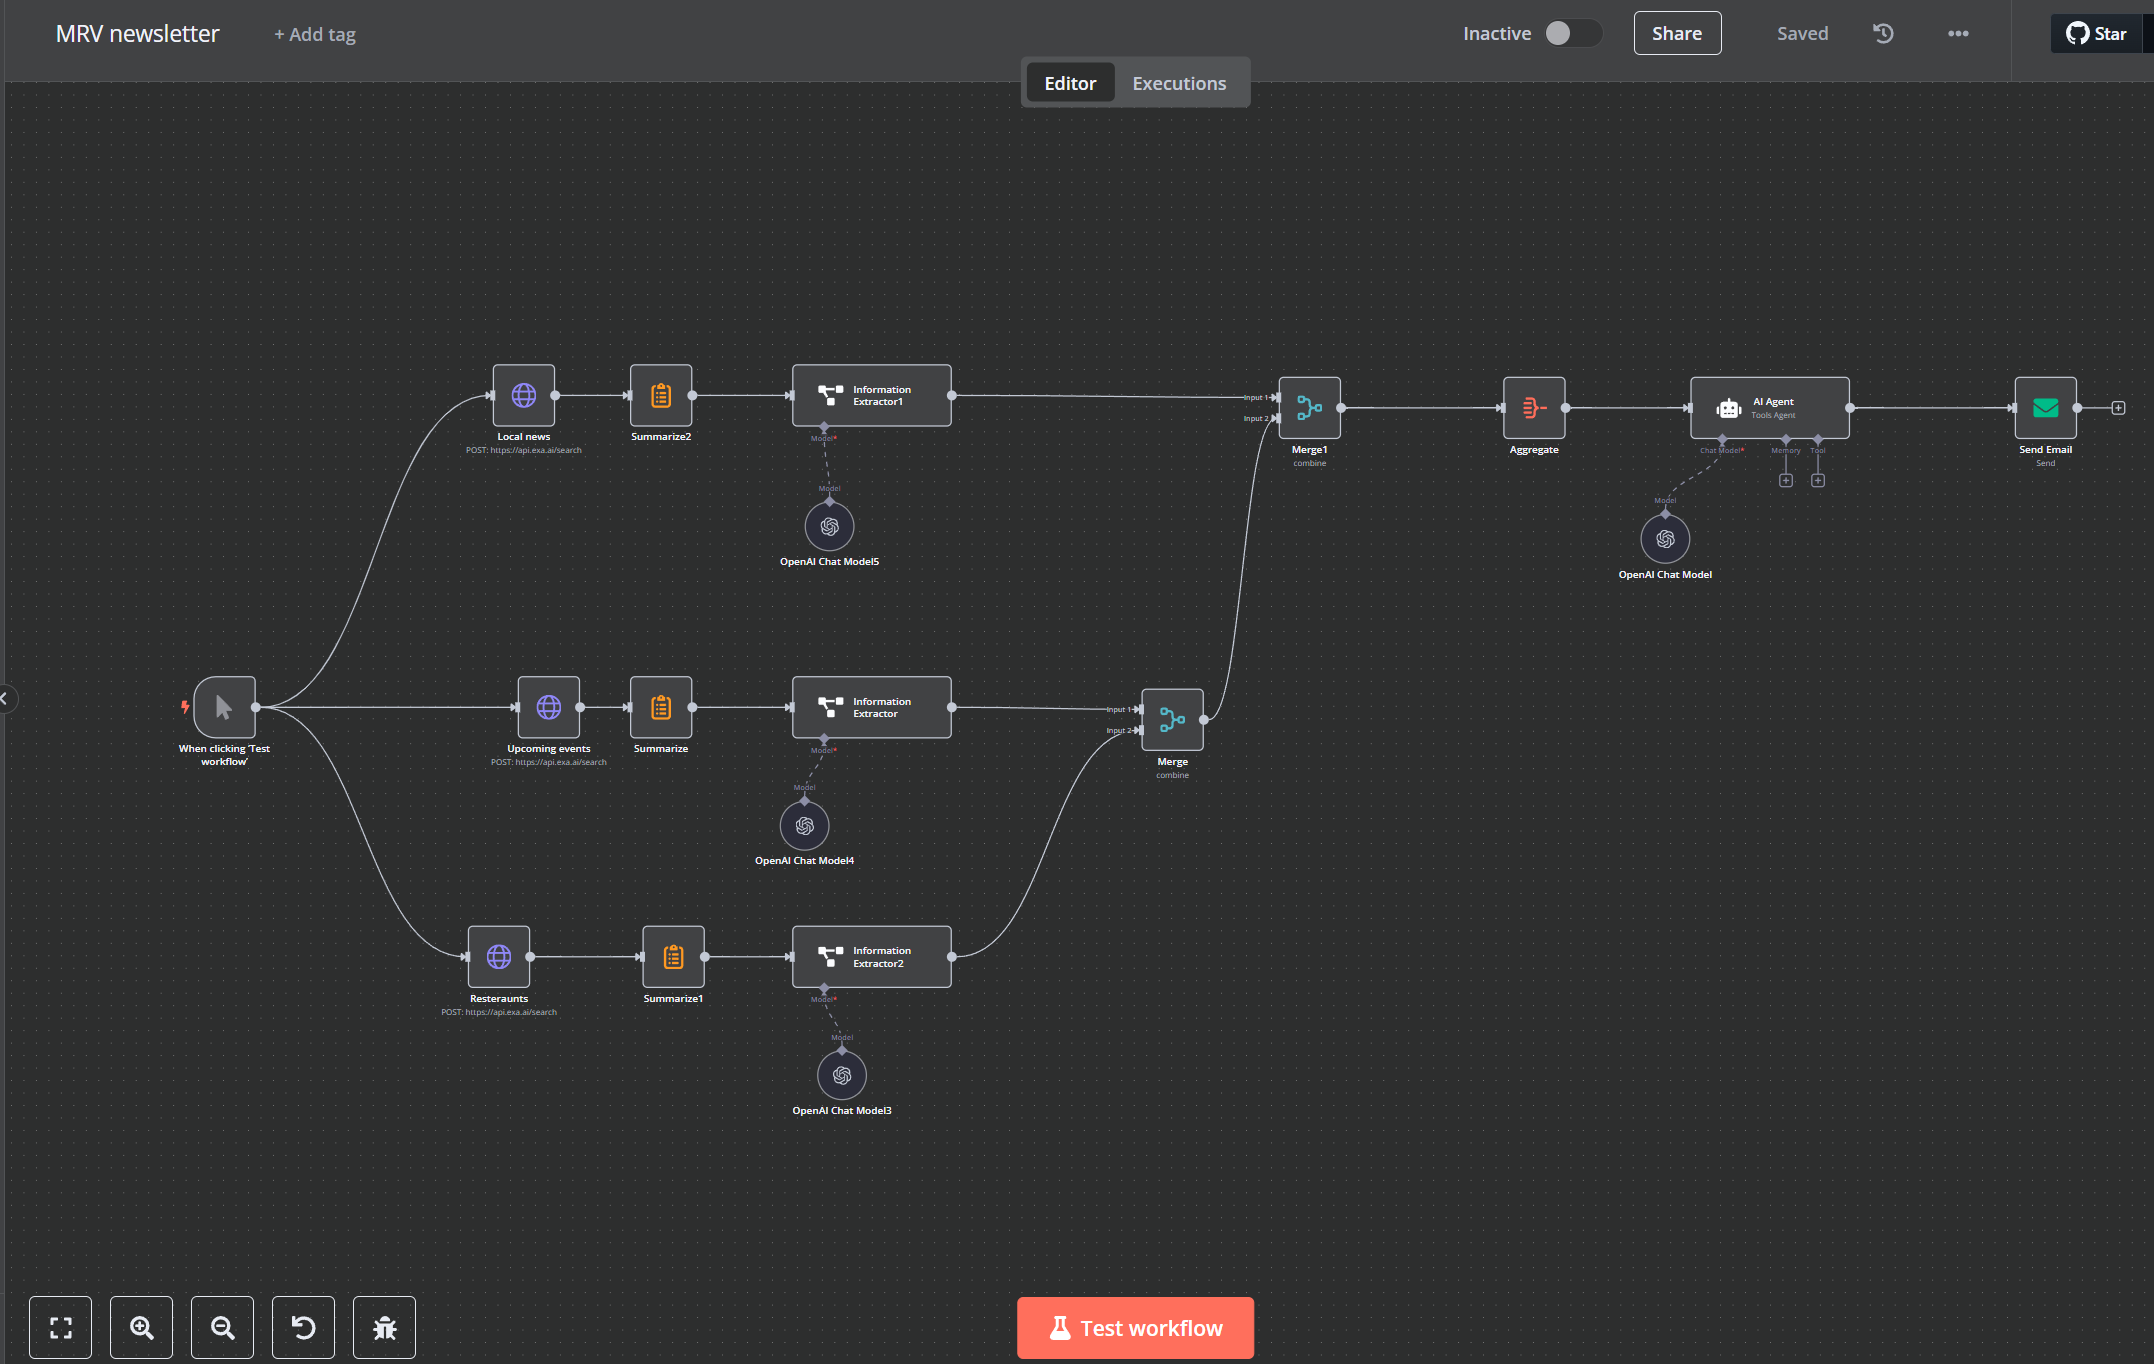 MRV newsletter
+ Add tag
Inactive
Share
Saved
Star
Editor
Executions
Local news
POST: https://api.exa.ai/search
Summarize2
Information
Extractor1
Model*
Model
OpenAI Chat Model5
Input 1
Input 2
Merge1
combine
Aggregate
AI Agent
Tools Agent
Chat Model*
Memory
Tool
Model
OpenAI Chat Model
Send Email
Send
When clicking 'Test
workflow'
Upcoming events
POST: https://api.exa.ai/search
Summarize
Information
Extractor
Model*
Model
OpenAI Chat Model4
Input 1
Input 2
Merge
combine
Resteraunts
POST: https://api.exa.ai/search
Summarize1
Information
Extractor2
Model*
Model
OpenAI Chat Model3
Test workflow